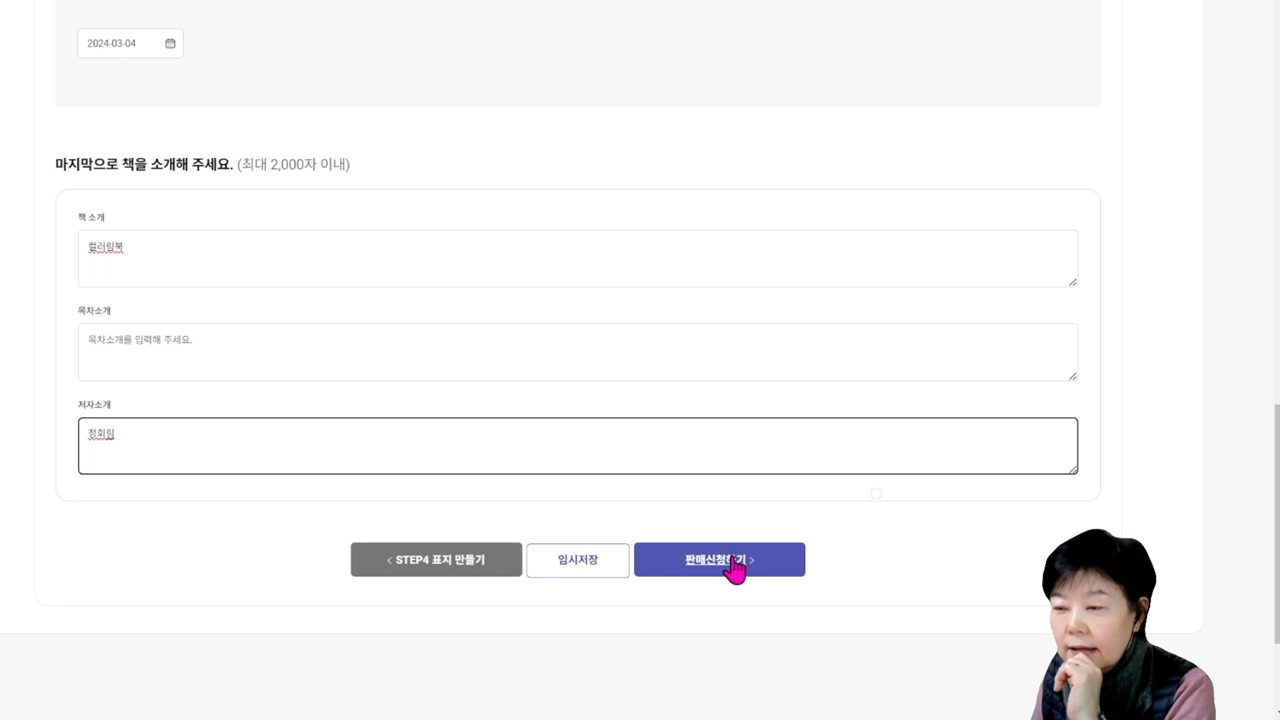 2024-03-04
마지막으로 책을 소개해 주세요. (최대 2,000자 이내)
책 소개
컬러링북
목차소개
목차소개를 입력해 주세요.
저자소개
정회림
< STEP4 표지 만들기
임시저장
판매신청하기 >